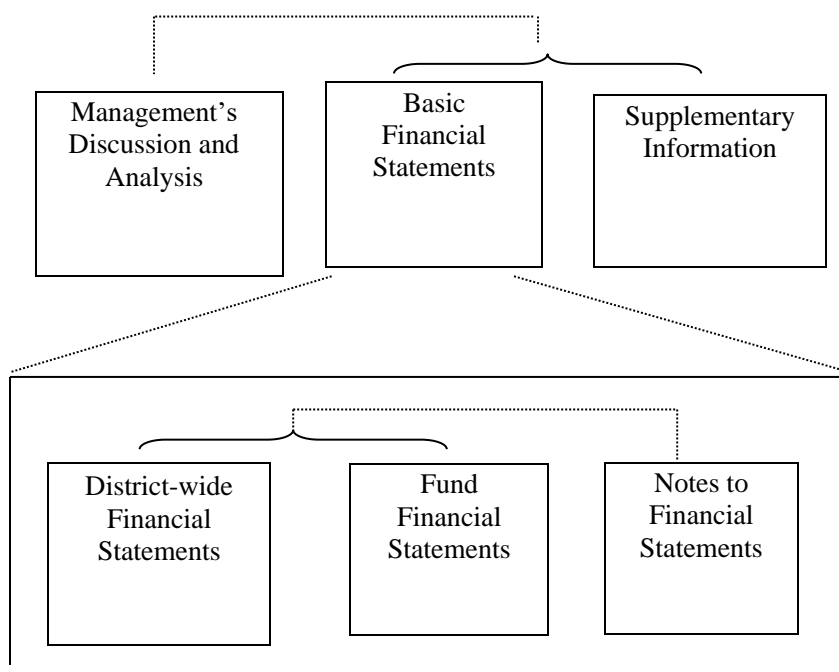 Management’s
Discussion and
Analysis
Basic
Financial
Statements
Supplementary
Information
District-wide
Financial
Statements
Fund
Financial
Statements
Notes to
Financial
Statements